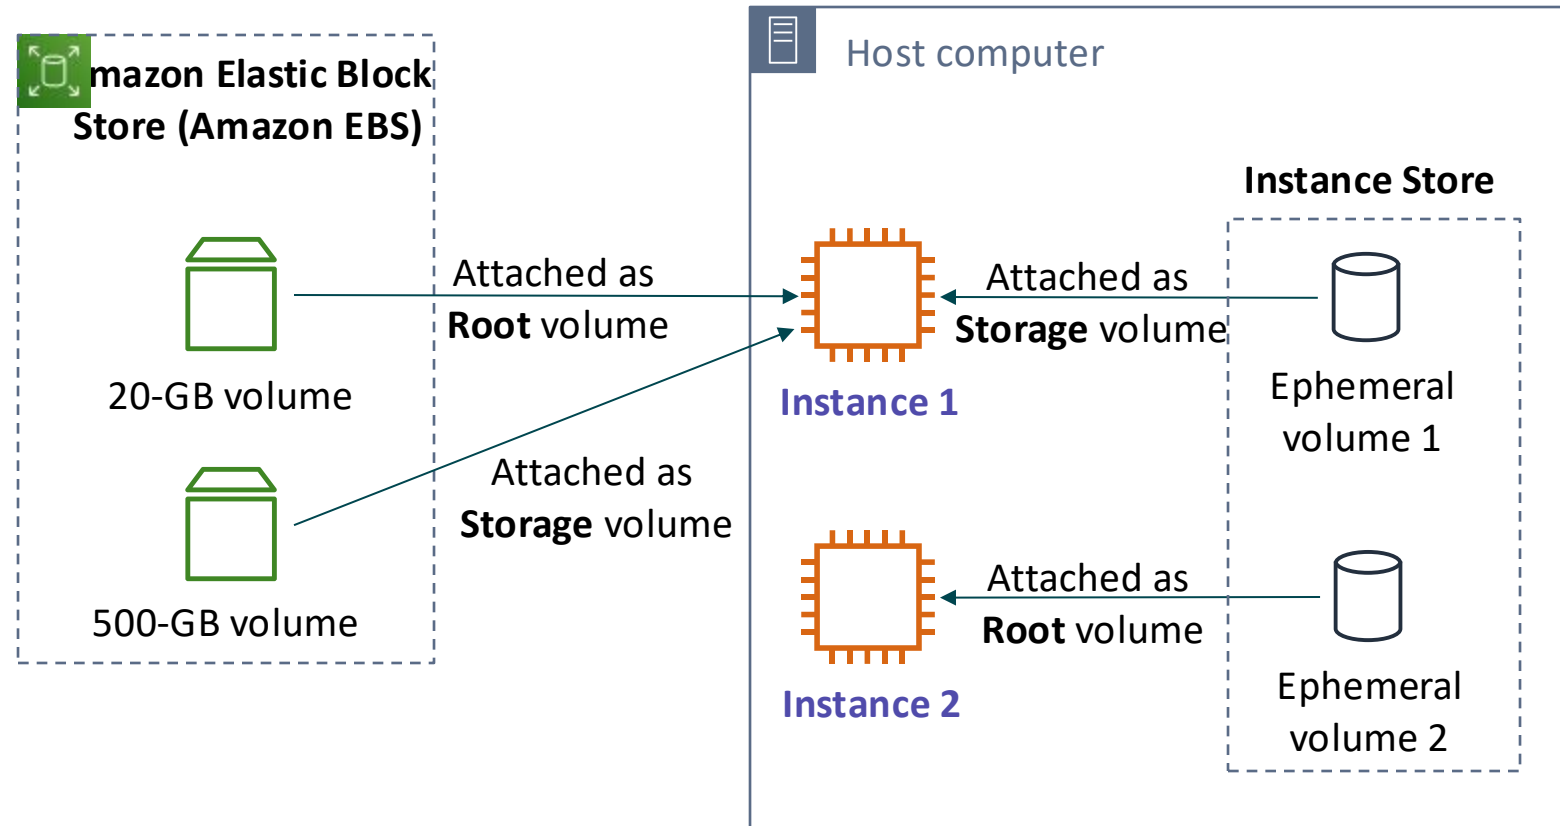 mazon Elastic Block
Store (Amazon EBS)
Host computer
Instance Store
Attached as
Root volume
Attached as
Storage volume
20-GB volume
Instance 1
Ephemeral
volume 1
Attached as
Storage volume
500-GB volume
Attached as
Root volume
Instance 2
Ephemeral
volume 2